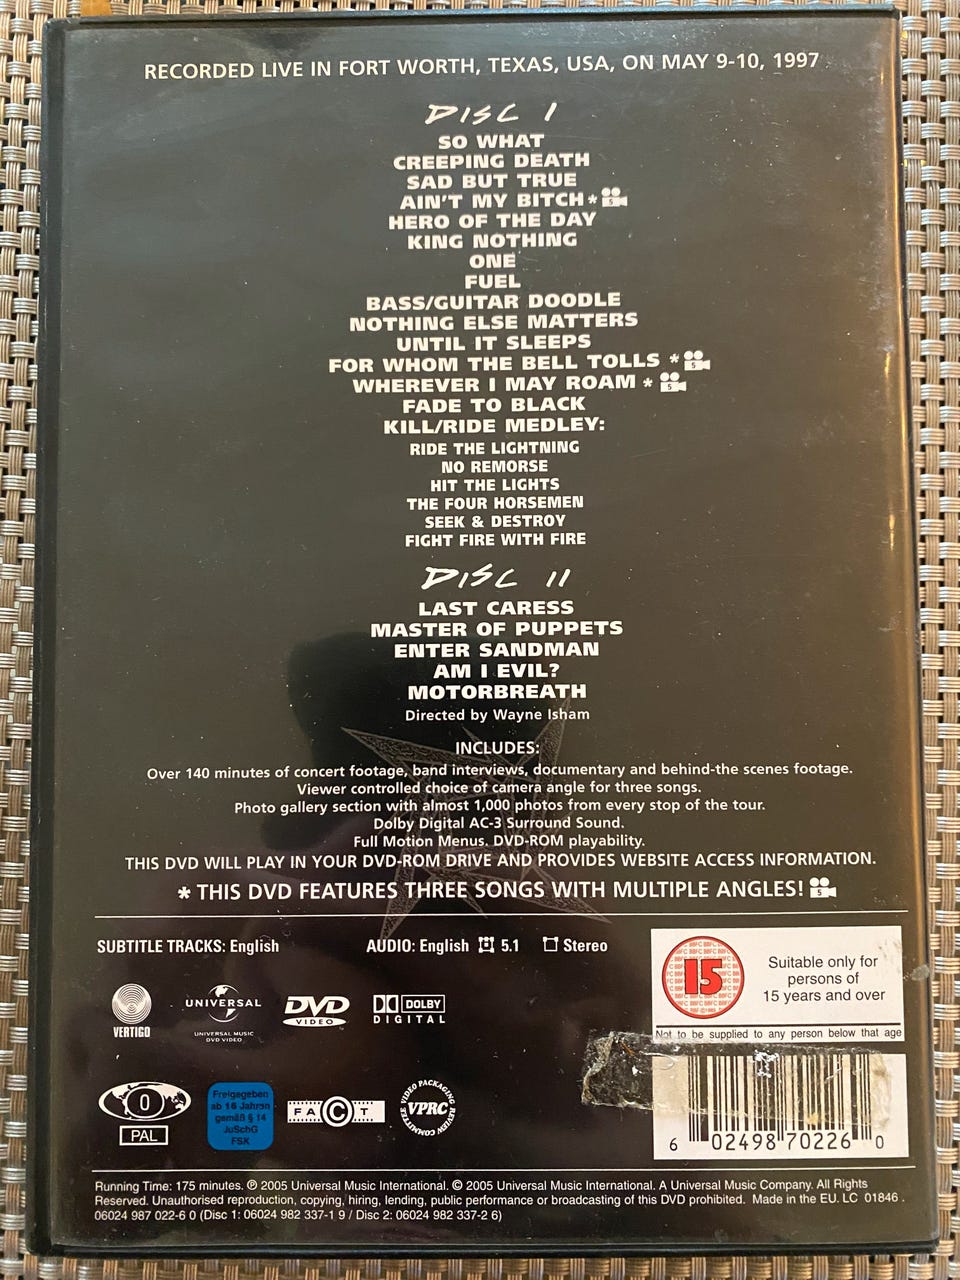 RECORDED LIVE IN FORT WORTH, TEXAS, USA, ON MAY 9-10, 1997
DISC I
SO WHAT
CREEPING DEATH
SAD BUT TRUE
AIN'T MY BITCH * 5
HERO OF THE DAY
KING NOTHING
ONE
FUEL
BASS/GUITAR DOODLE
NOTHING ELSE MATTERS
UNTIL IT SLEEPS
FOR WHOM THE BELL TOLLS * 5
WHEREVER I MAY ROAM * 5
FADE TO BLACK
KILL/RIDE MEDLEY:
RIDE THE LIGHTNING
NO REMORSE
HIT THE LIGHTS
THE FOUR HORSEMEN
SEEK & DESTROY
FIGHT FIRE WITH FIRE
DISC II
LAST CARESS
MASTER OF PUPPETS
ENTER SANDMAN
AM I EVIL?
MOTORBREATH
Directed by Wayne Isham
INCLUDES:
Over 140 minutes of concert footage, band interviews, documentary and behind-the scenes footage.
Viewer controlled choice of camera angle for three songs.
Photo gallery section with almost 1,000 photos from every stop of the tour.
Dolby Digital AC-3 Surround Sound.
Full Motion Menus. DVD-ROM playability.
THIS DVD WILL PLAY IN YOUR DVD-ROM DRIVE AND PROVIDES WEBSITE ACCESS INFORMATION.
* THIS DVD FEATURES THREE SONGS WITH MULTIPLE ANGLES! 5
SUBTITLE TRACKS: English
AUDIO: English 5.1 Stereo
15
Suitable only for
persons of
15 years and over
Not to be supplied to any person below that age
VERTIGO
UNIVERSAL
UNIVERSAL MUSIC
DVD VIDEO
DVD
VIDEO
DOLBY
DIGITAL
0
PAL
Freigegeben
ab 16 Jahren
gemäß § 14
JuSchG
FSK
FACT
VIDEO PACKAGING REVIEW COMMITTEE
VPRC
6 02498 70226 0
Running Time: 175 minutes. ℗ 2005 Universal Music International. © 2005 Universal Music International. A Universal Music Company. All Rights
Reserved. Unauthorised reproduction, copying, hiring, lending, public performance or broadcasting of this DVD prohibited. Made in the EU. LC 01846 .
06024 987 022-6 0 (Disc 1: 06024 982 337-1 9 / Disc 2: 06024 982 337-2 6)